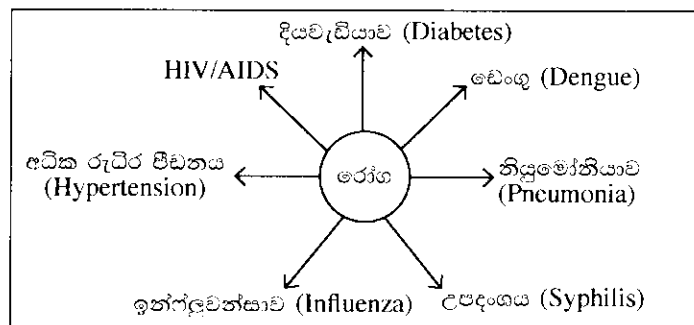 දියවැඩියාව (Diabetes)
HIV/AIDS
ඩෙංගු (Dengue)
අධික රුධිර පීඩනය
(Hypertension)
රෝග
නියුමෝනියාව
(Pneumonia)
ඉන්ෆ්ලුවන්සාව (Influenza)
උපදංශය (Syphilis)